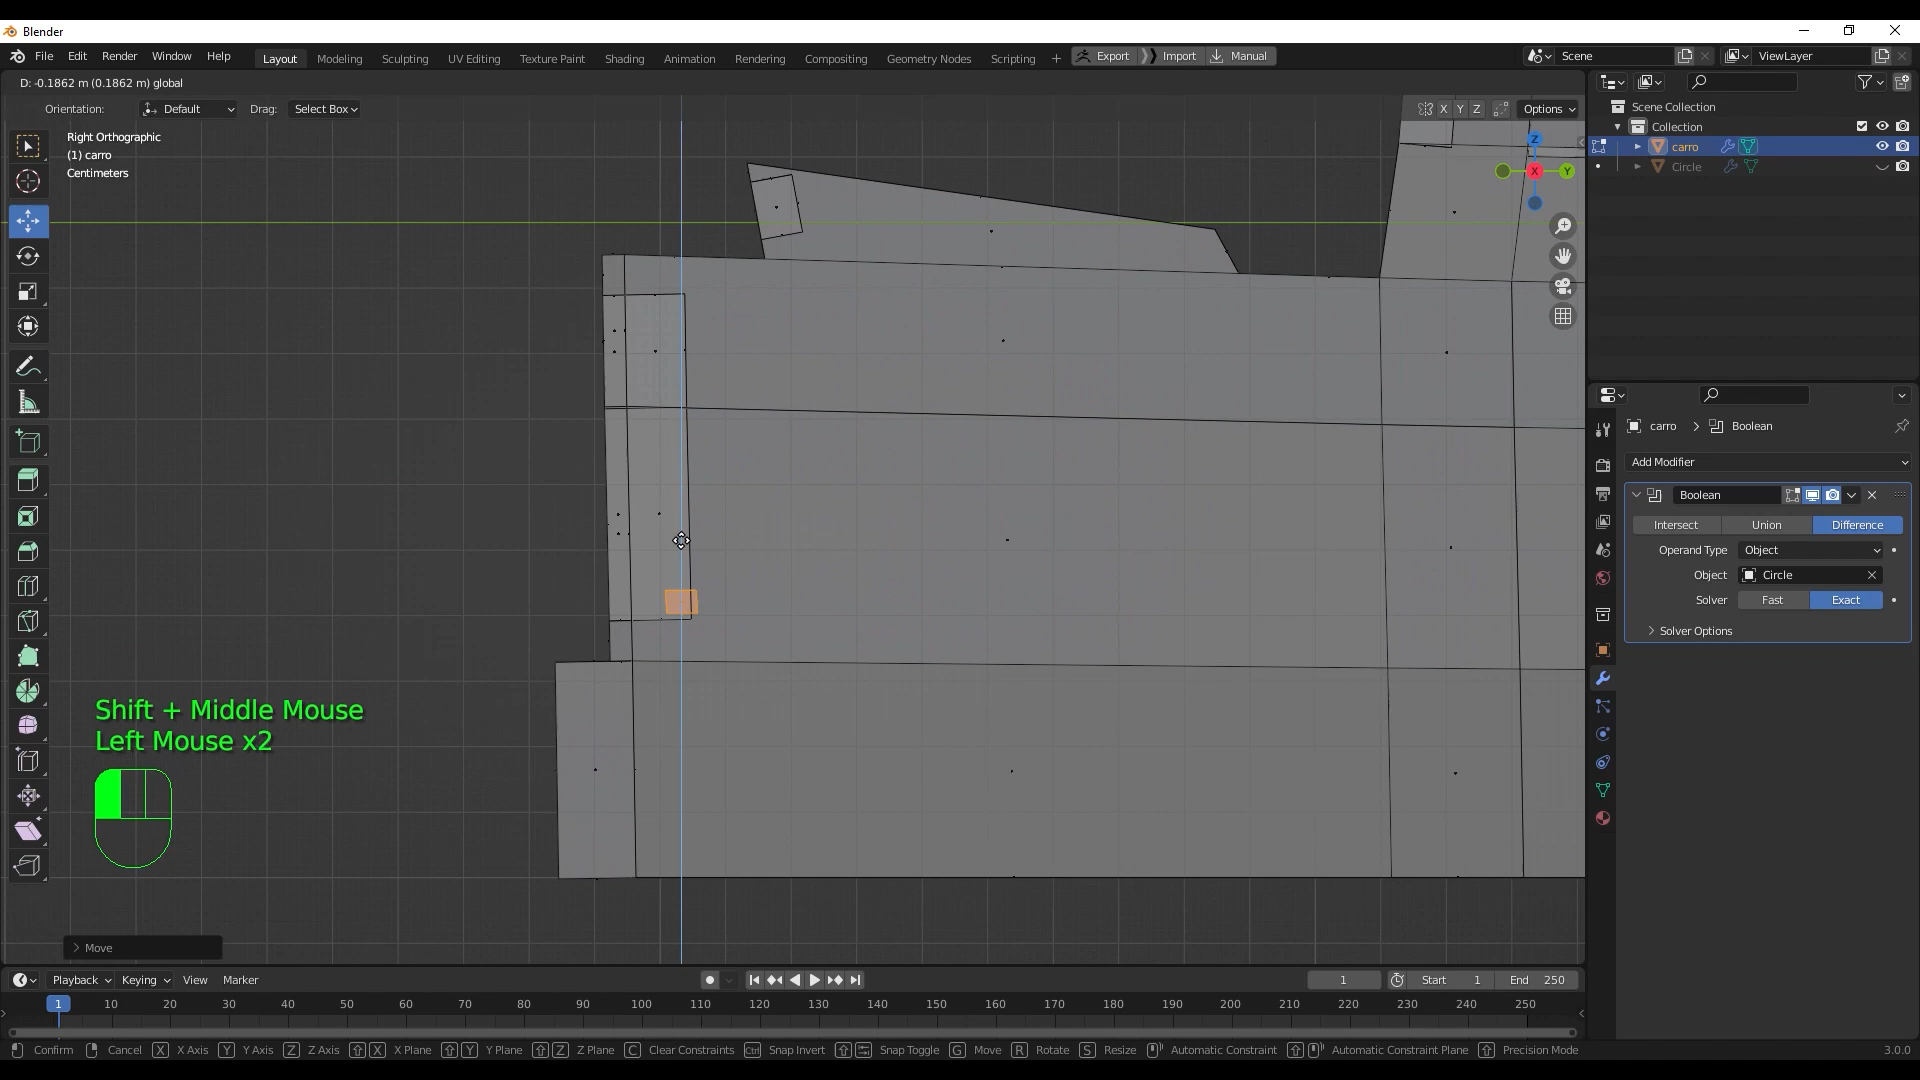 Blender
File Edit Render Window Help Layout Modeling Sculpting UV Editing Texture Paint Shading Animation Rendering Compositing Geometry Nodes Scripting + Export Import Manual Scene ViewLayer
D: -0.1862 m (0.1862 m) global
Orientation: Default Drag: Select Box X Y Z Options
Right Orthographic
(1) carro
Centimeters
Z
X
Y
Scene Collection
Collection
carro
Circle
carro > Boolean
Add Modifier
Boolean
Intersect Union Difference
Operand Type Object
Object Circle
Solver Fast Exact
Solver Options
Shift + Middle Mouse
Left Mouse x2
Move
Playback Keying View Marker 1 Start 1 End 250
1 10 20 30 40 50 60 70 80 90 100 110 120 130 140 150 160 170 180 190 200 210 220 230 240 250
Confirm Cancel X X Axis Y Y Axis Z Z Axis X X Plane Y Y Plane Z Z Plane C Clear Constraints Ctrl Snap Invert Snap Toggle G Move R Rotate S Resize Automatic Constraint Automatic Constraint Plane Precision Mode 3.0.0